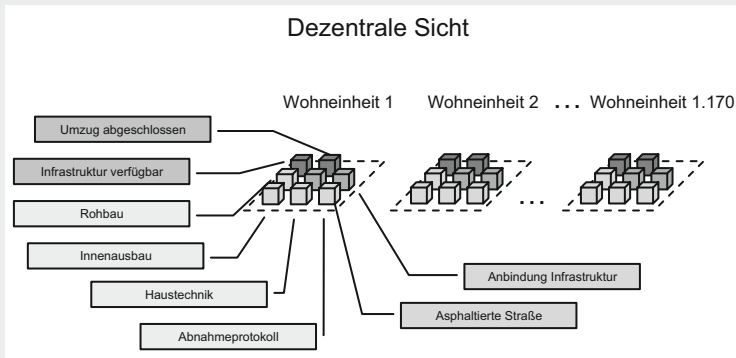 Dezentrale Sicht
Wohneinheit 1 Wohneinheit 2 ... Wohneinheit 1.170
Umzug abgeschlossen
Infrastruktur verfügbar
Rohbau
...
Innenausbau
Anbindung Infrastruktur
Haustechnik
Asphaltierte Straße
Abnahmeprotokoll